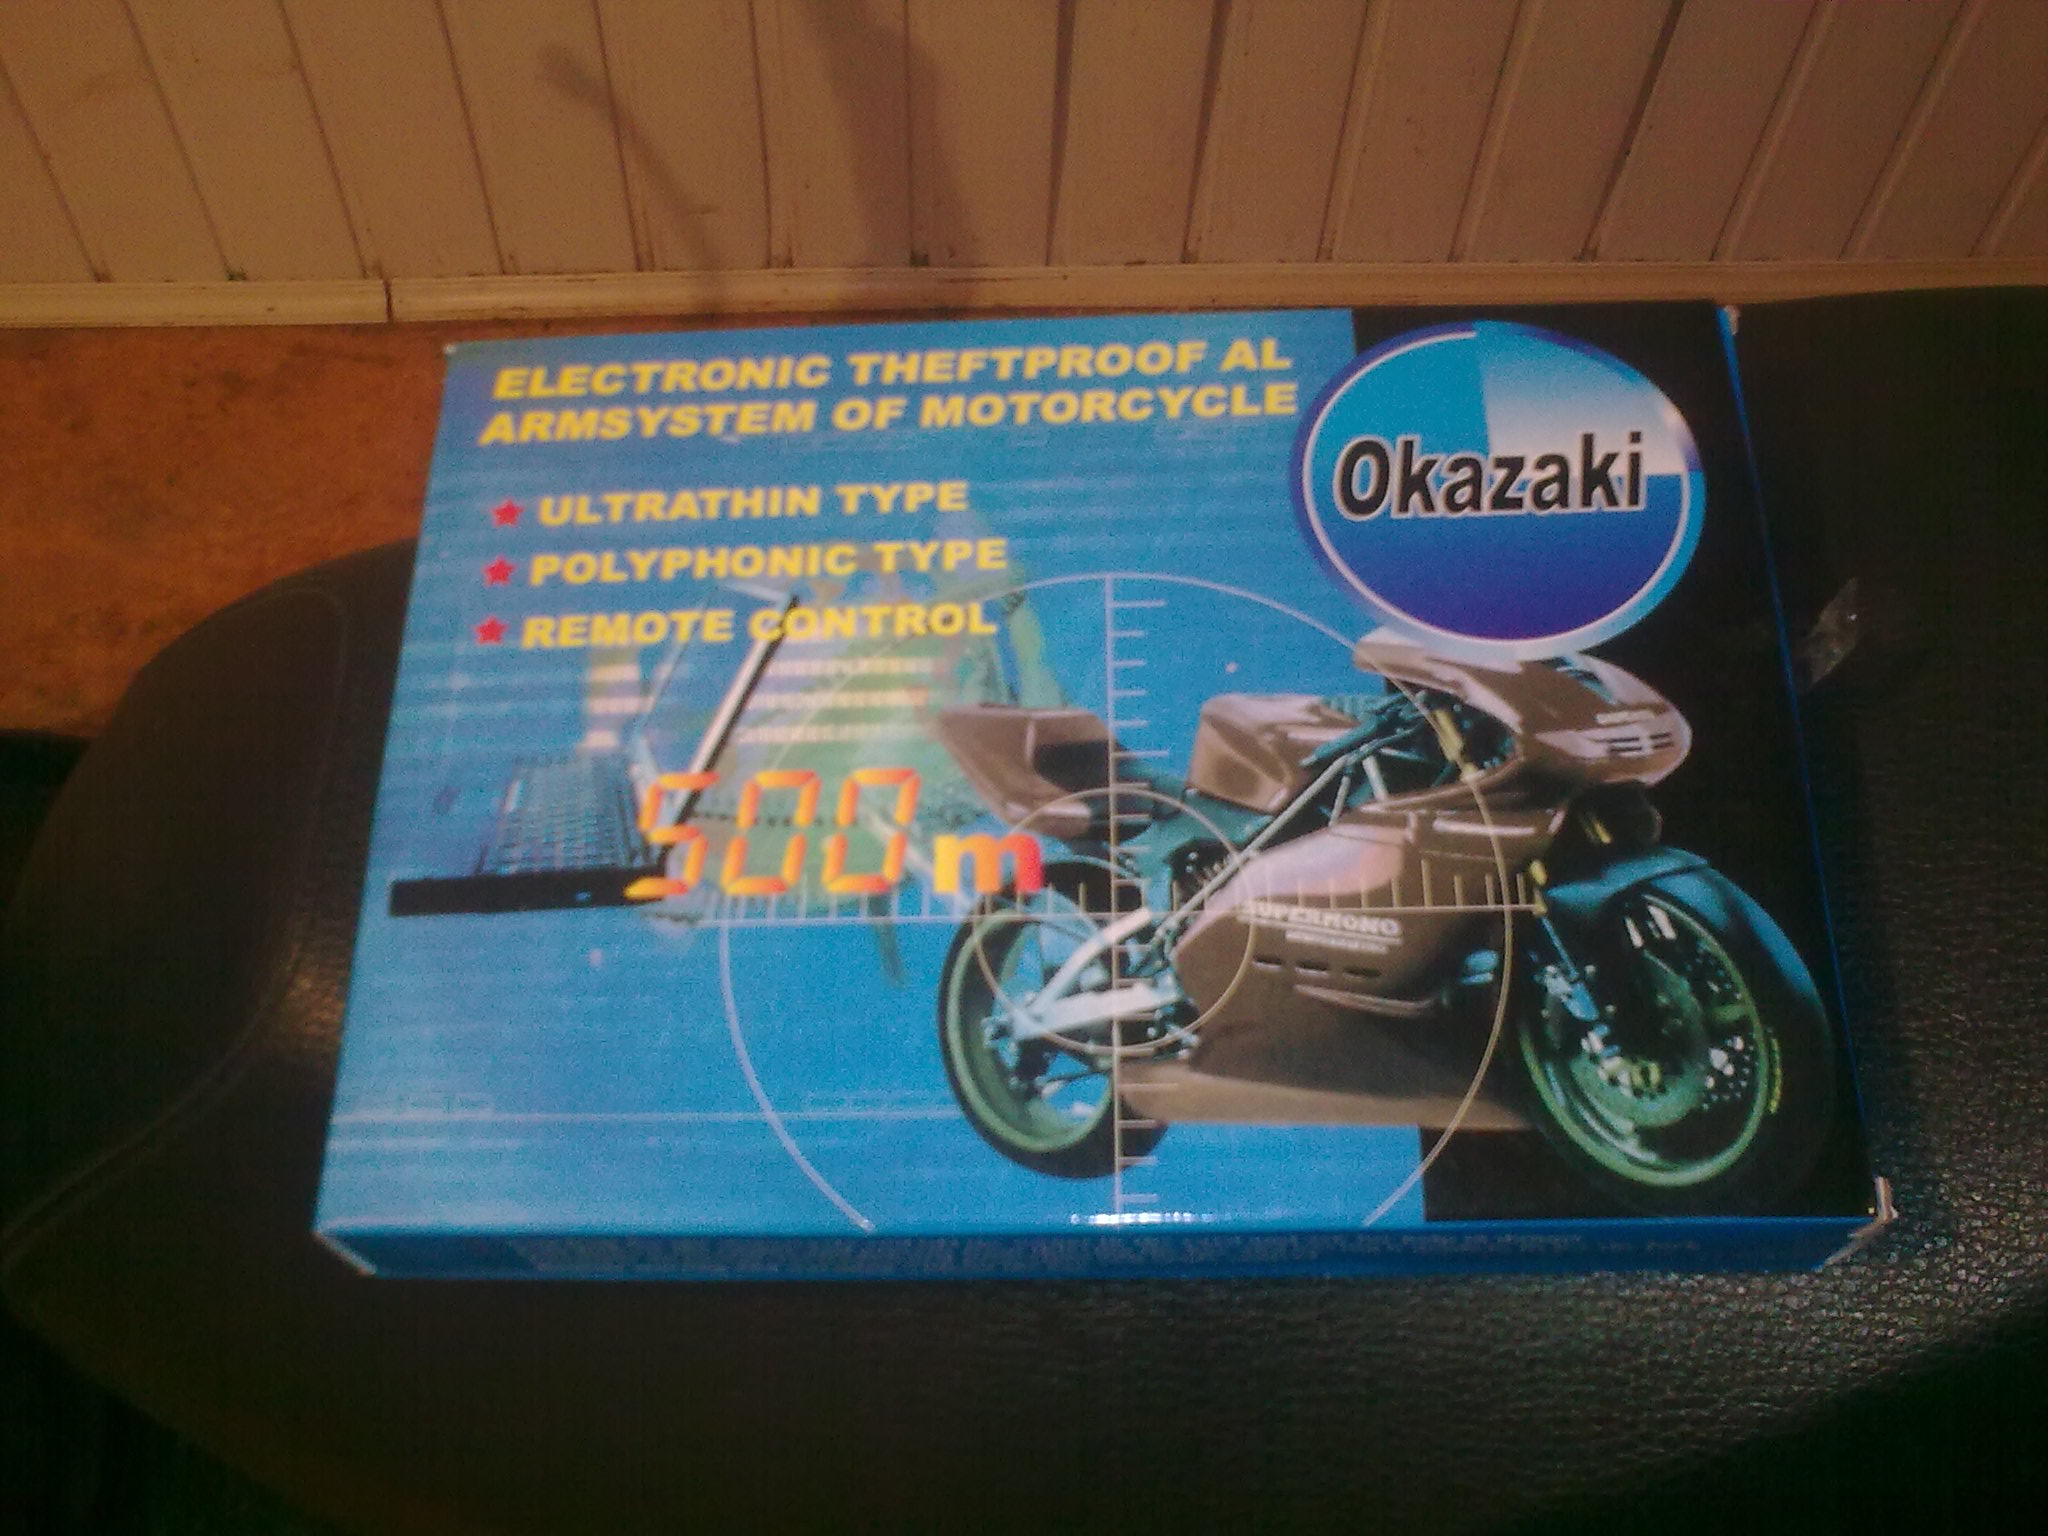 ELECTRONIC THEFTPROOF AL
ARMSYSTEM OF MOTORCYCLE
Okazaki
★ ULTRATHIN TYPE
★ POLYPHONIC TYPE
★ REMOTE CONTROL
500m
SUPERMONO